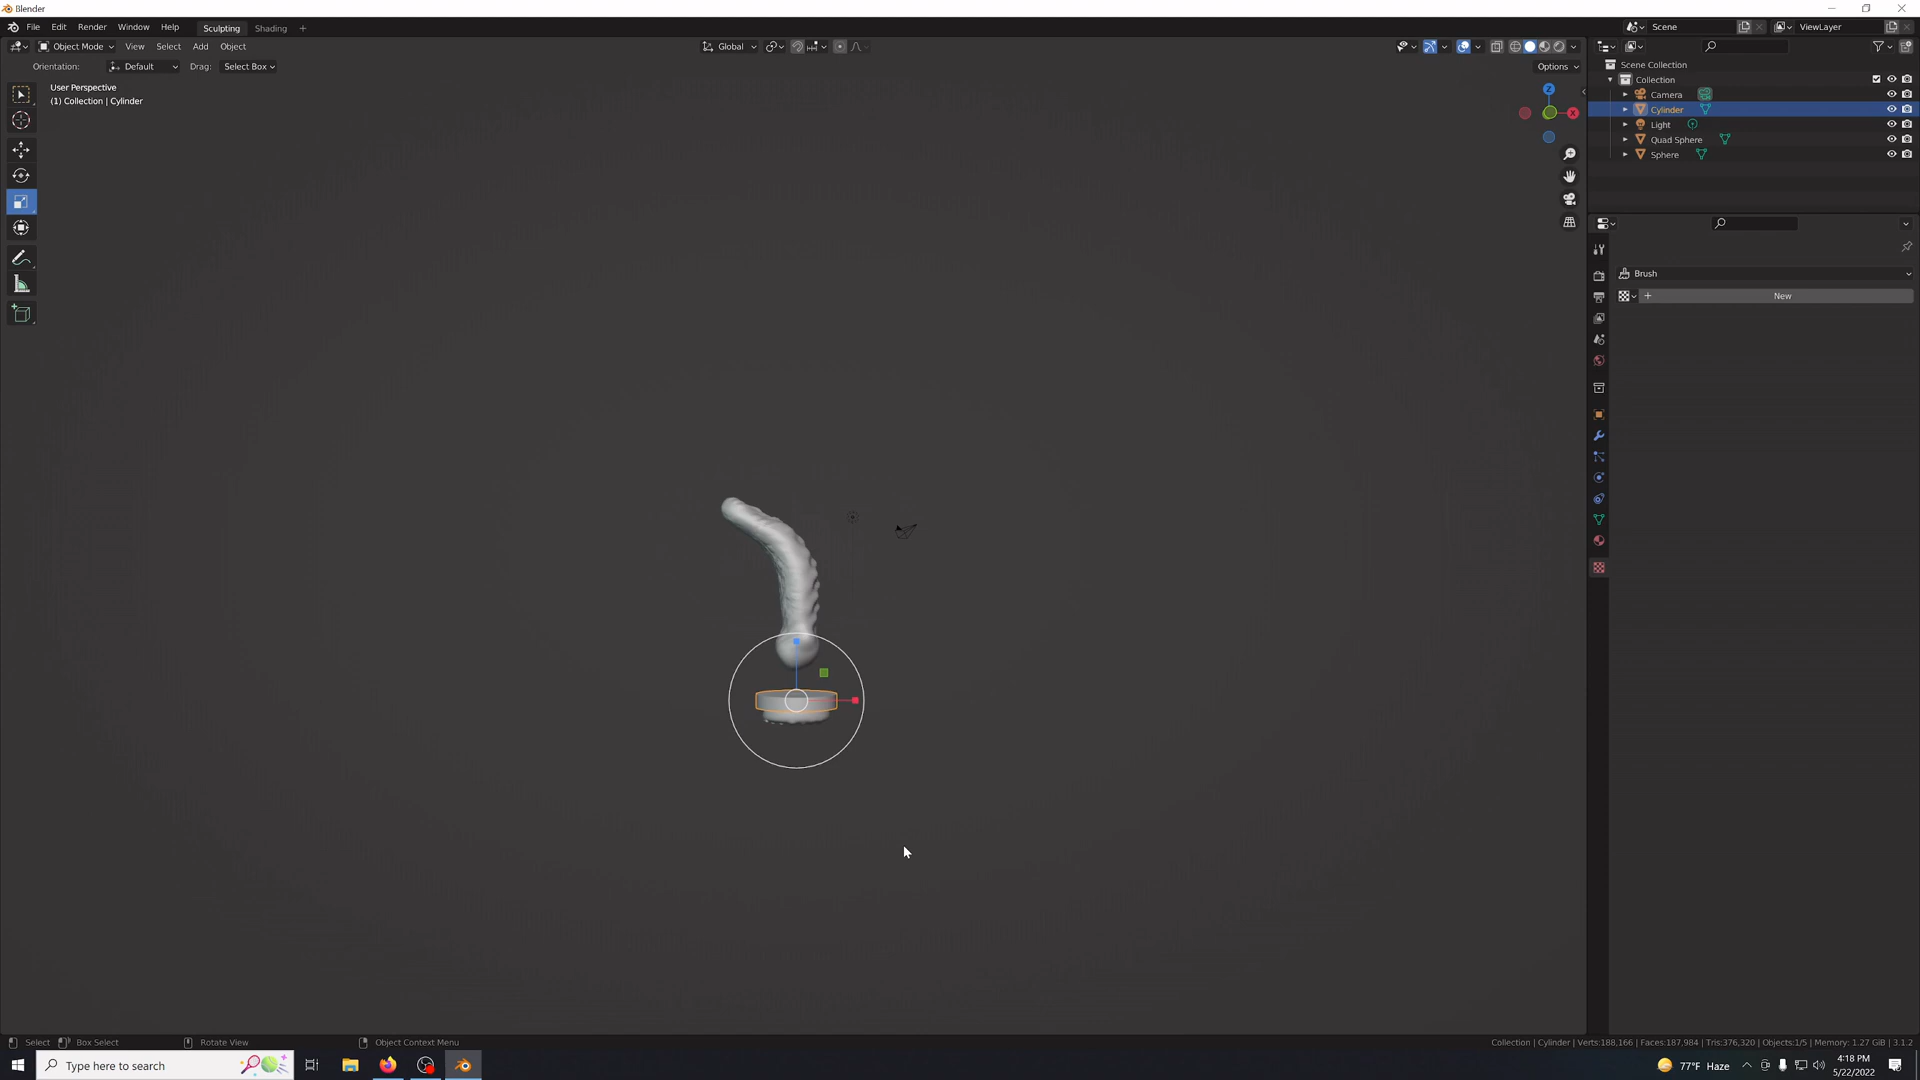 Blender
File Edit Render Window Help Sculpting Shading + Scene ViewLayer
Object Mode View Select Add Object Global
Orientation: Default Drag: Select Box Options
User Perspective
(1) Collection | Cylinder
Z
X
Scene Collection
Collection
Camera
Cylinder
Light
Quad Sphere
Sphere
Brush
+ New
Select Box Select Rotate View Object Context Menu Collection | Cylinder | Verts:188,166 | Faces:187,984 | Tris:376,320 | Objects:1/5 | Memory: 1.27 GiB | 3.1.2
Type here to search 77°F Haze 4:18 PM
5/22/2022